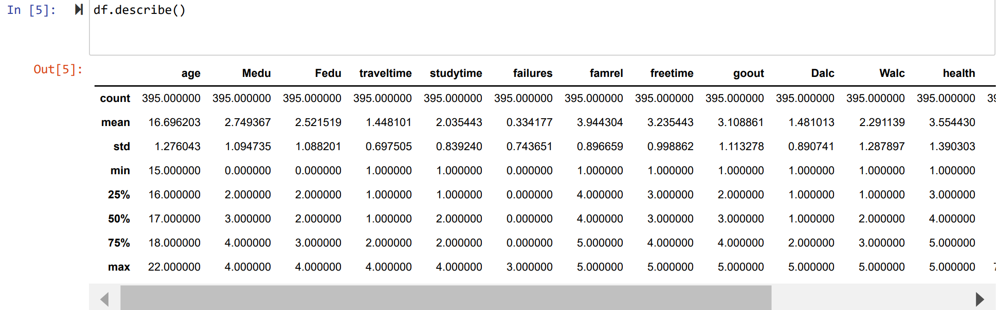 In [5]: df.describe()
Out[5]:
age Medu Fedu traveltime studytime failures famrel freetime goout Dalc Walc health
count 395.000000 395.000000 395.000000 395.000000 395.000000 395.000000 395.000000 395.000000 395.000000 395.000000 395.000000 395.000000 39
mean 16.696203 2.749367 2.521519 1.448101 2.035443 0.334177 3.944304 3.235443 3.108861 1.481013 2.291139 3.554430
std 1.276043 1.094735 1.088201 0.697505 0.839240 0.743651 0.896659 0.998862 1.113278 0.890741 1.287897 1.390303
min 15.000000 0.000000 0.000000 1.000000 1.000000 0.000000 1.000000 1.000000 1.000000 1.000000 1.000000 1.000000
25% 16.000000 2.000000 2.000000 1.000000 1.000000 0.000000 4.000000 3.000000 2.000000 1.000000 1.000000 3.000000
50% 17.000000 3.000000 2.000000 1.000000 2.000000 0.000000 4.000000 3.000000 3.000000 1.000000 2.000000 4.000000
75% 18.000000 4.000000 3.000000 2.000000 2.000000 0.000000 5.000000 4.000000 4.000000 2.000000 3.000000 5.000000
max 22.000000 4.000000 4.000000 4.000000 4.000000 3.000000 5.000000 5.000000 5.000000 5.000000 5.000000 5.000000